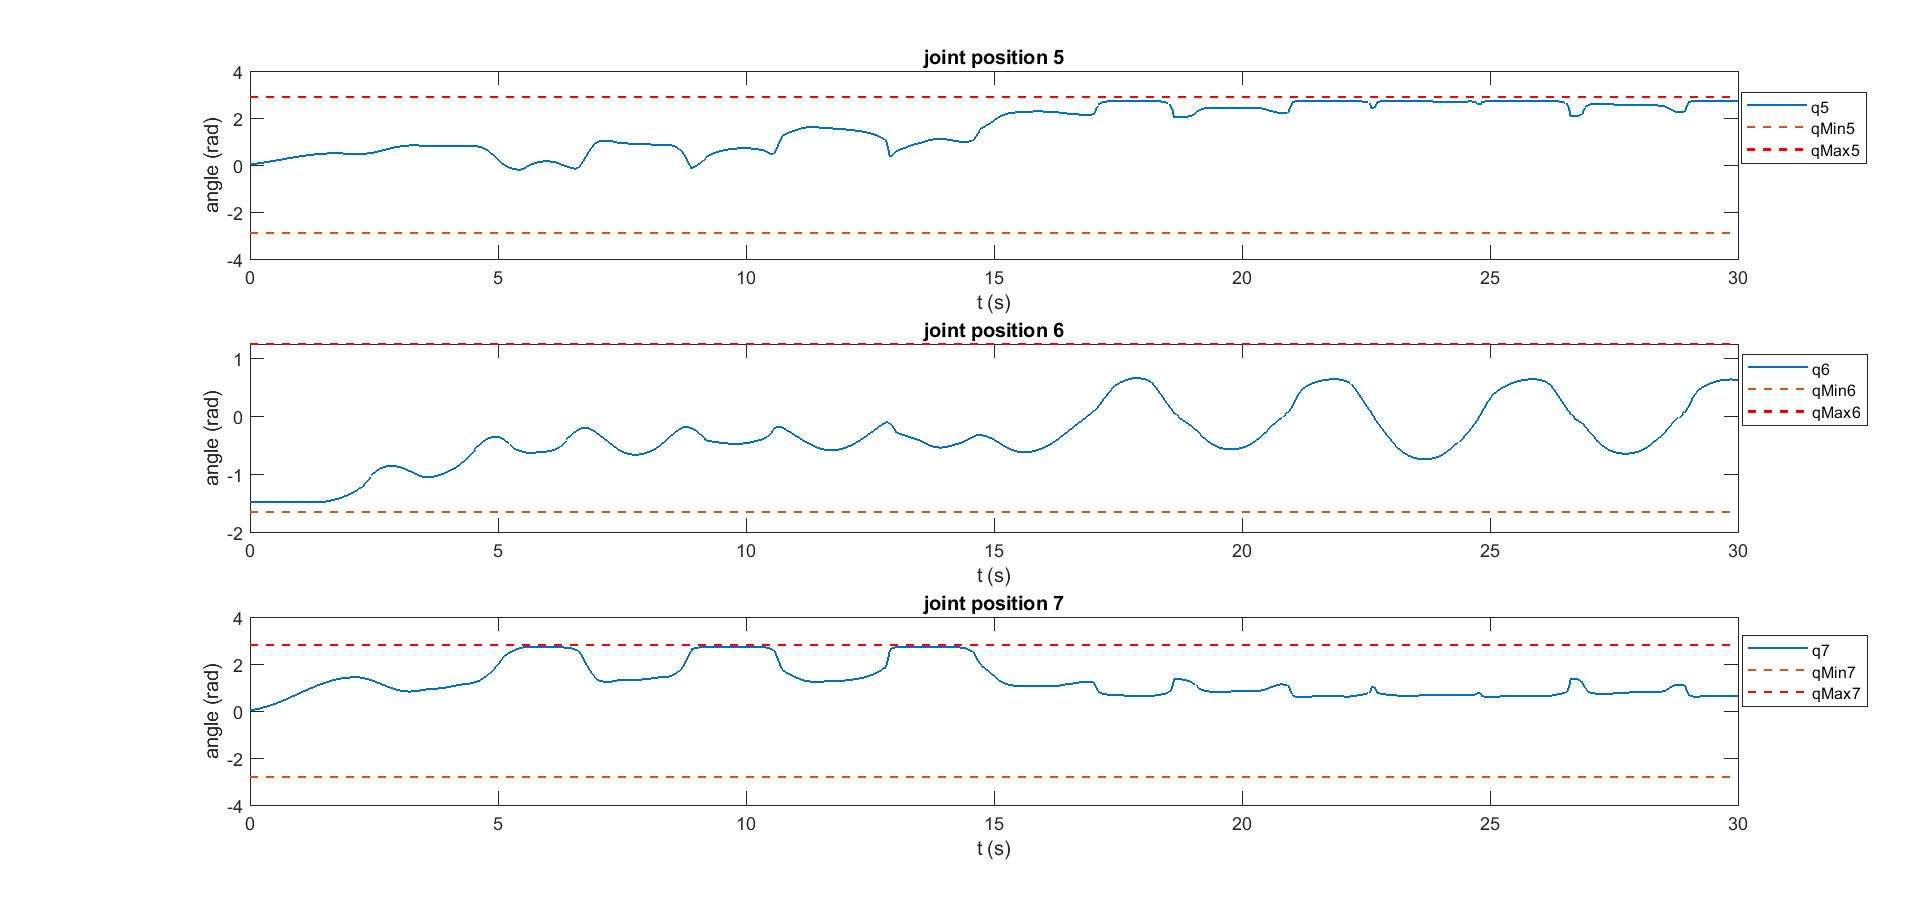 joint position 5
4
2
0
-2
-4
angle (rad)
0 5 10 15 20 25 30
t (s)
q5
qMin5
qMax5
joint position 6
1
0
-1
-2
angle (rad)
0 5 10 15 20 25 30
t (s)
q6
qMin6
qMax6
joint position 7
4
2
0
-2
-4
angle (rad)
0 5 10 15 20 25 30
t (s)
q7
qMin7
qMax7